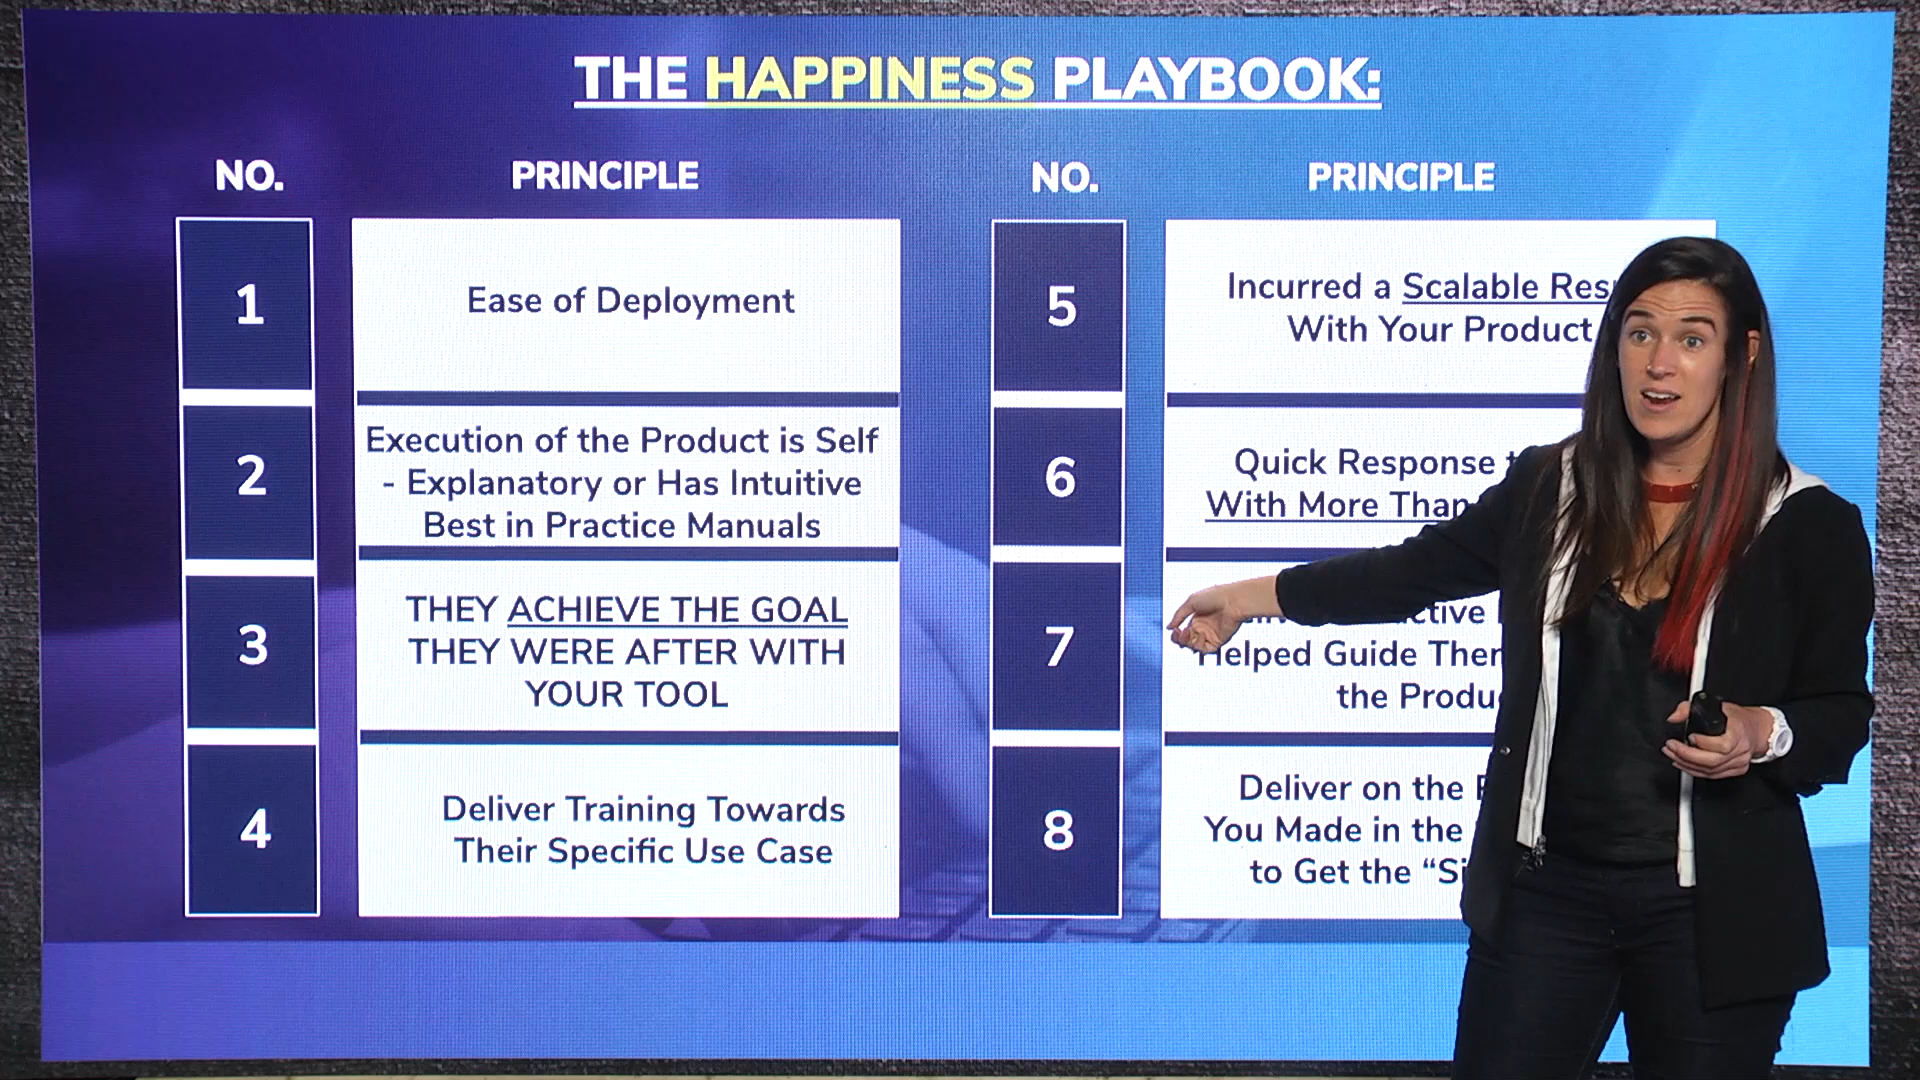 THE HAPPINESS PLAYBOOK:
NO. PRINCIPLE
1 Ease of Deployment
2 Execution of the Product is Self
- Explanatory or Has Intuitive
Best in Practice Manuals
3 THEY ACHIEVE THE GOAL
THEY WERE AFTER WITH
YOUR TOOL
4 Deliver Training Towards
Their Specific Use Case
NO. PRINCIPLE
5 Incurred a Scalable
With Your Product
6 Quick Response
With More
7
Helped Guide
the
8 Deliver on the
You Made in the
to Get the